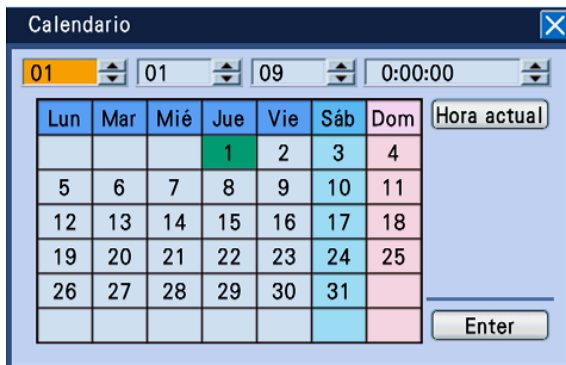 Calendario
01 01 09 0:00:00
Lun Mar Mié Jue Vie Sáb Dom Hora actual
1 2 3 4
5 6 7 8 9 10 11
12 13 14 15 16 17 18
19 20 21 22 23 24 25
26 27 28 29 30 31
Enter